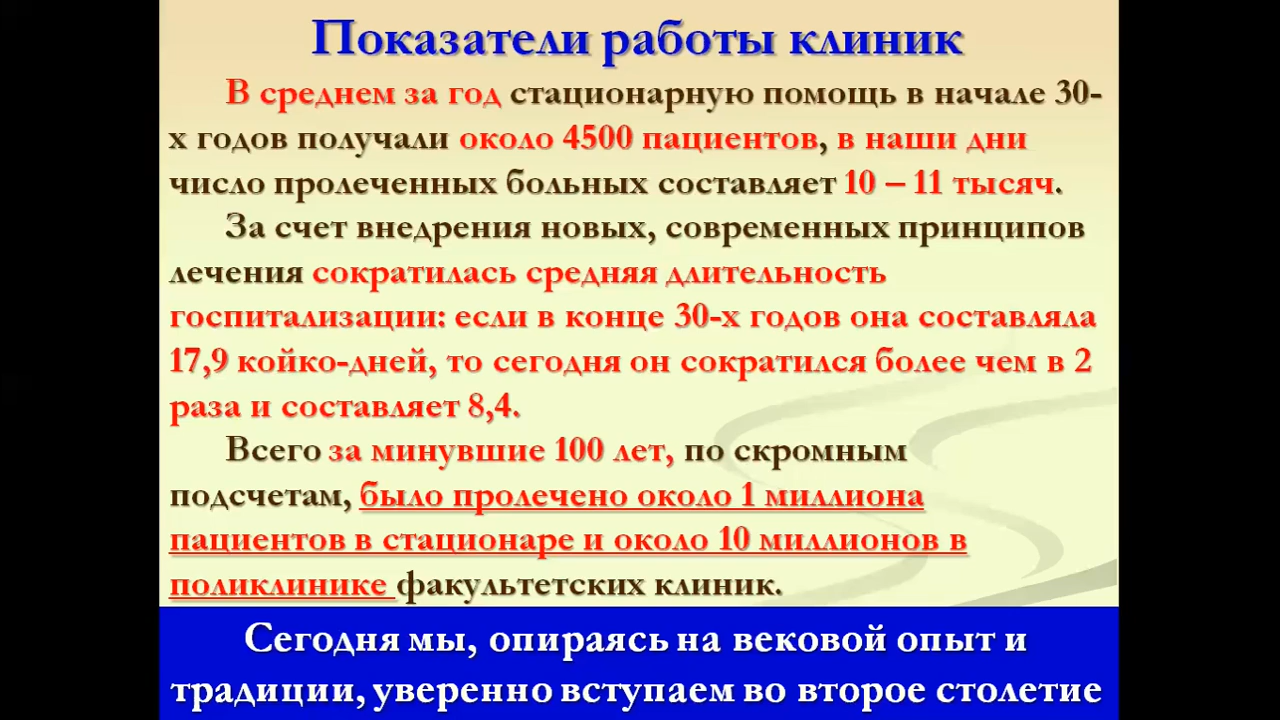 Показатели работы клиник
В среднем за год стационарную помощь в начале 30-
х годов получали около 4500 пациентов, в наши дни
число пролеченных больных составляет 10 – 11 тысяч.
За счет внедрения новых, современных принципов
лечения сократилась средняя длительность
госпитализации: если в конце 30-х годов она составляла
17,9 койко-дней, то сегодня он сократился более чем в 2
раза и составляет 8,4.
Всего за минувшие 100 лет, по скромным
подсчетам, было пролечено около 1 миллиона
пациентов в стационаре и около 10 миллионов в
поликлинике факультетских клиник.
Сегодня мы, опираясь на вековой опыт и
традиции, уверенно вступаем во второе столетие